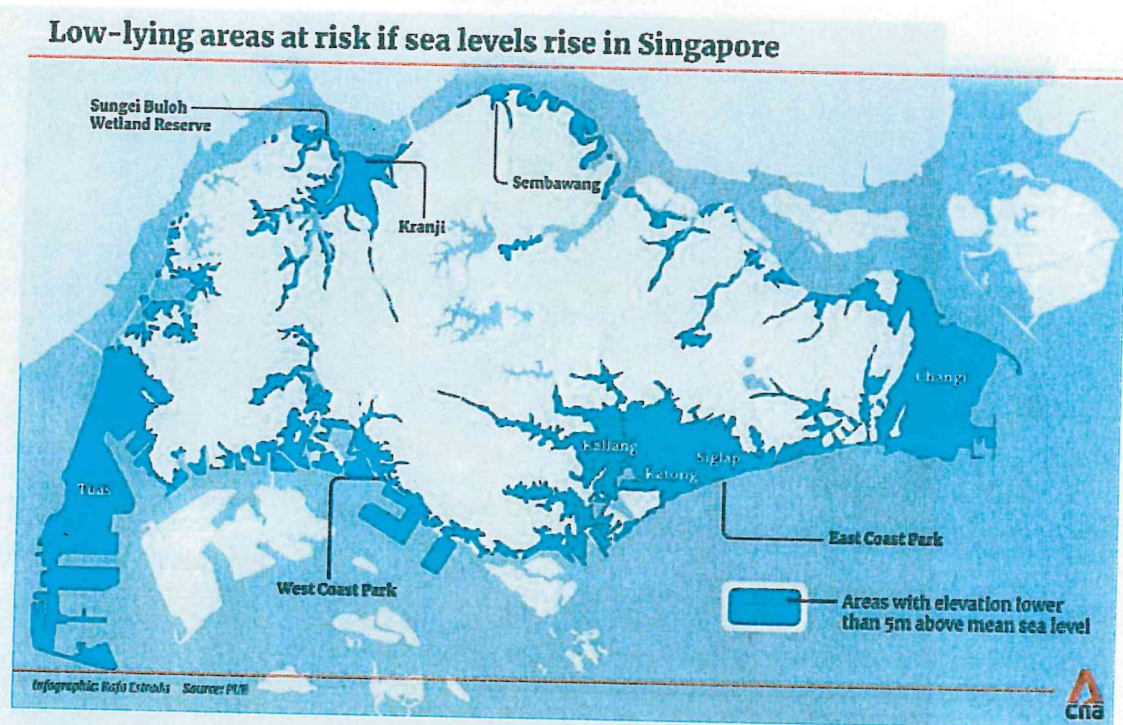 Low-lying areas at risk if sea levels rise in Singapore
Sungei Buloh
Wetland Reserve
Sembawang
Kranji
Changi
Kallang
Siglap
Katong
Tuas
East Coast Park
West Coast Park
Areas with elevation lower
than 5m above mean sea level
Infographic: Rafa Estrada Source: PUB
cna